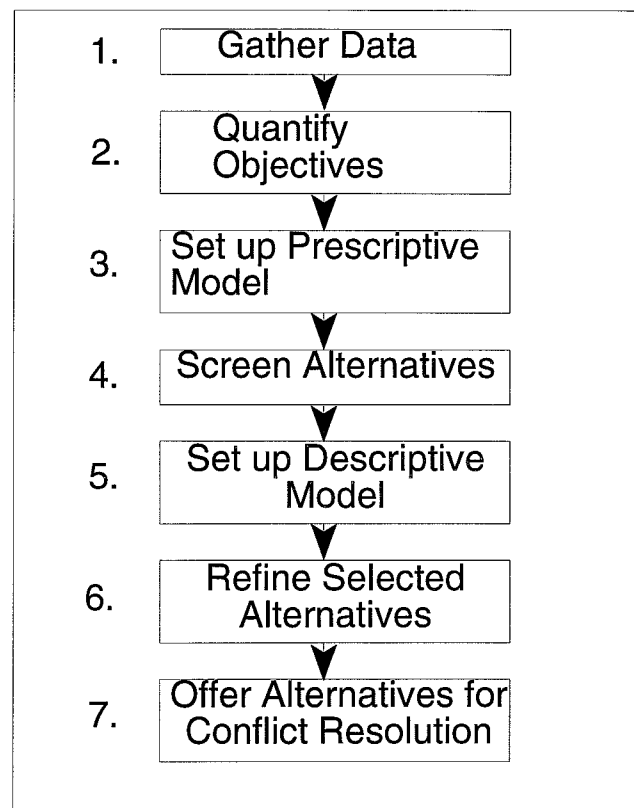 1. Gather Data
2. Quantify
Objectives
3. Set up Prescriptive
Model
4. Screen Alternatives
5. Set up Descriptive
Model
6. Refine Selected
Alternatives
7. Offer Alternatives for
Conflict Resolution